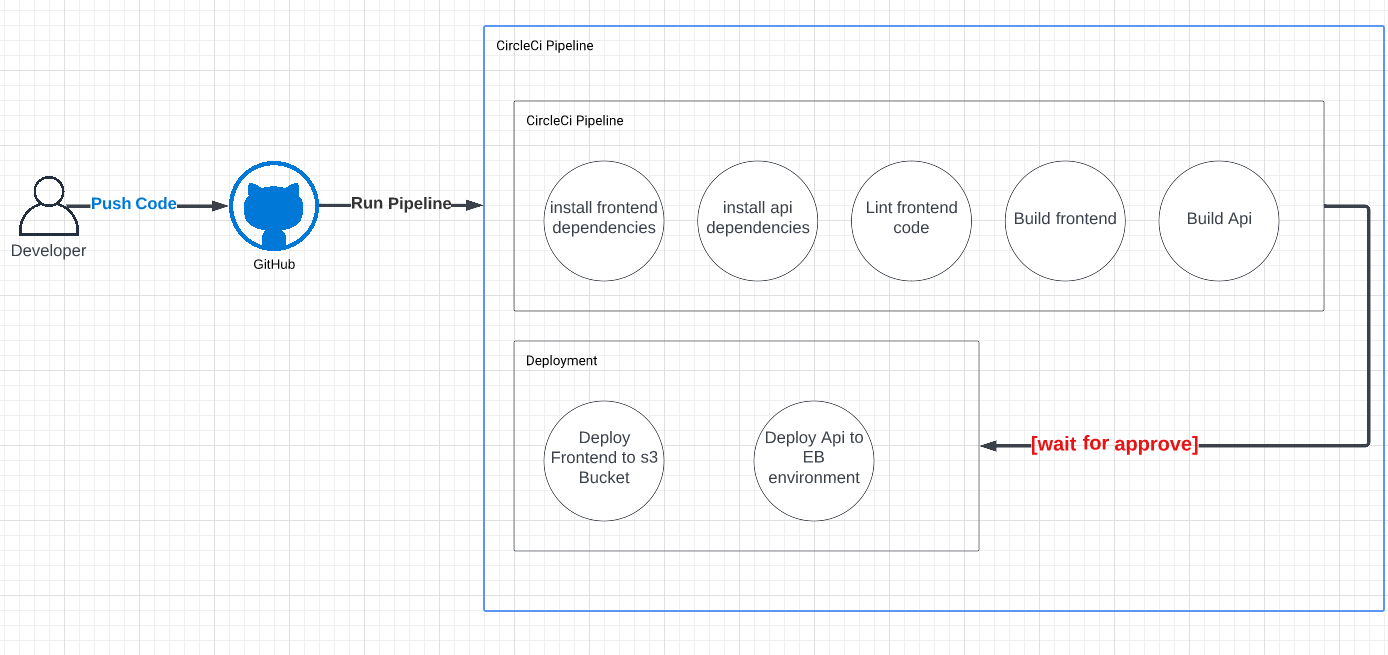 CircleCi Pipeline
CircleCi Pipeline
install frontend
dependencies
install api
dependencies
Lint frontend
code
Build frontend
Build Api
Push Code
Run Pipeline
Developer
GitHub
Deployment
Deploy
Frontend to s3
Bucket
Deploy Api to
EB
environment
[wait for approve]